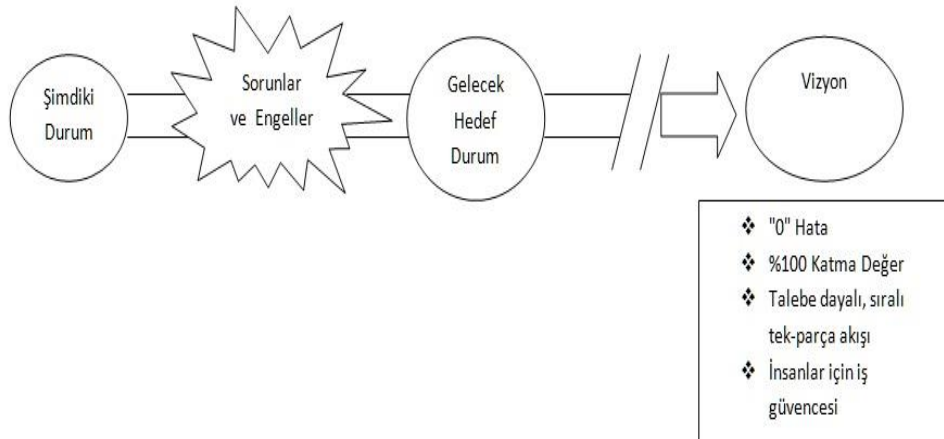 Şimdiki
Durum
Sorunlar
ve Engeller
Gelecek
Hedef
Durum
Vizyon
❖ "0" Hata
❖ %100 Katma Değer
❖ Talebe dayalı, sıralı
tek-parça akışı
❖ İnsanlar için iş
güvencesi